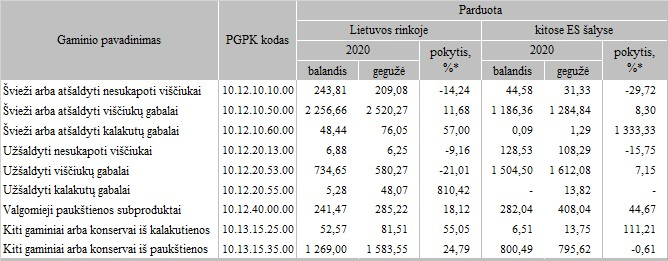 Parduota
Gaminio pavadinimas PGPK kodas Lietuvos rinkoje kitose ES šalyse
2020 pokytis, %* 2020 pokytis, %*
balandis gegužė balandis gegužė
Švieži arba atšaldyti nesukapoti viščiukai 10.12.10.10.00 243,81 209,08 -14,24 44,58 31,33 -29,72
Švieži arba atšaldyti viščiukų gabalai 10.12.10.50.00 2 256,66 2 520,27 11,68 1 186,36 1 284,84 8,30
Švieži arba atšaldyti kalakutų gabalai 10.12.10.60.00 48,44 76,05 57,00 0,09 1,29 1 333,33
Užšaldyti nesukapoti viščiukai 10.12.20.13.00 6,88 6,25 -9,16 128,53 108,29 -15,75
Užšaldyti viščiukų gabalai 10.12.20.53.00 734,65 580,27 -21,01 1 504,50 1 612,08 7,15
Užšaldyti kalakutų gabalai 10.12.20.55.00 5,28 48,07 810,42 - 13,82 -
Valgomieji paukštienos subproduktai 10.12.40.00.00 241,47 285,22 18,12 282,04 408,04 44,67
Kiti gaminiai arba konservai iš kalakutienos 10.13.15.25.00 52,57 81,51 55,05 6,51 13,75 111,21
Kiti gaminiai arba konservai iš paukštienos 10.13.15.35.00 1 269,00 1 583,55 24,79 800,49 795,62 -0,61